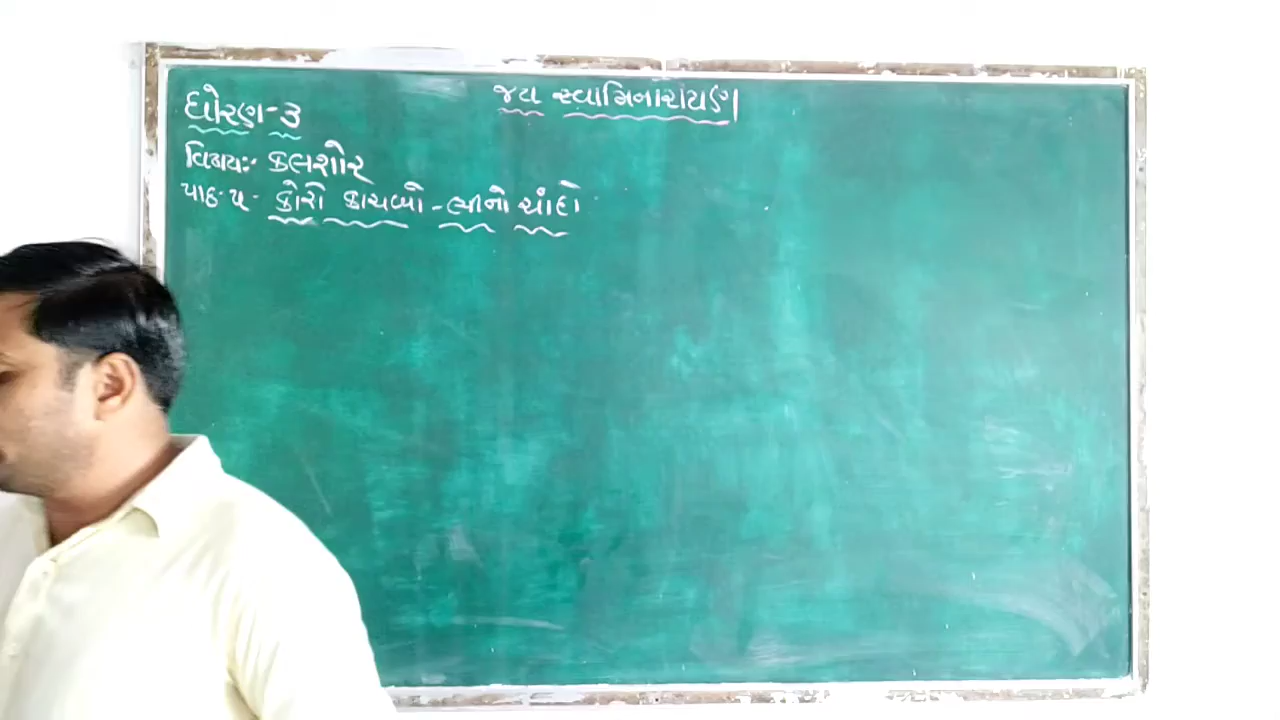 જય સ્વામિનારાયણ
ધોરણ-૩
વિષયઃ- કલશોર
પાઠ-૫- કોરો કાચબો - ભીનો ચાંદો